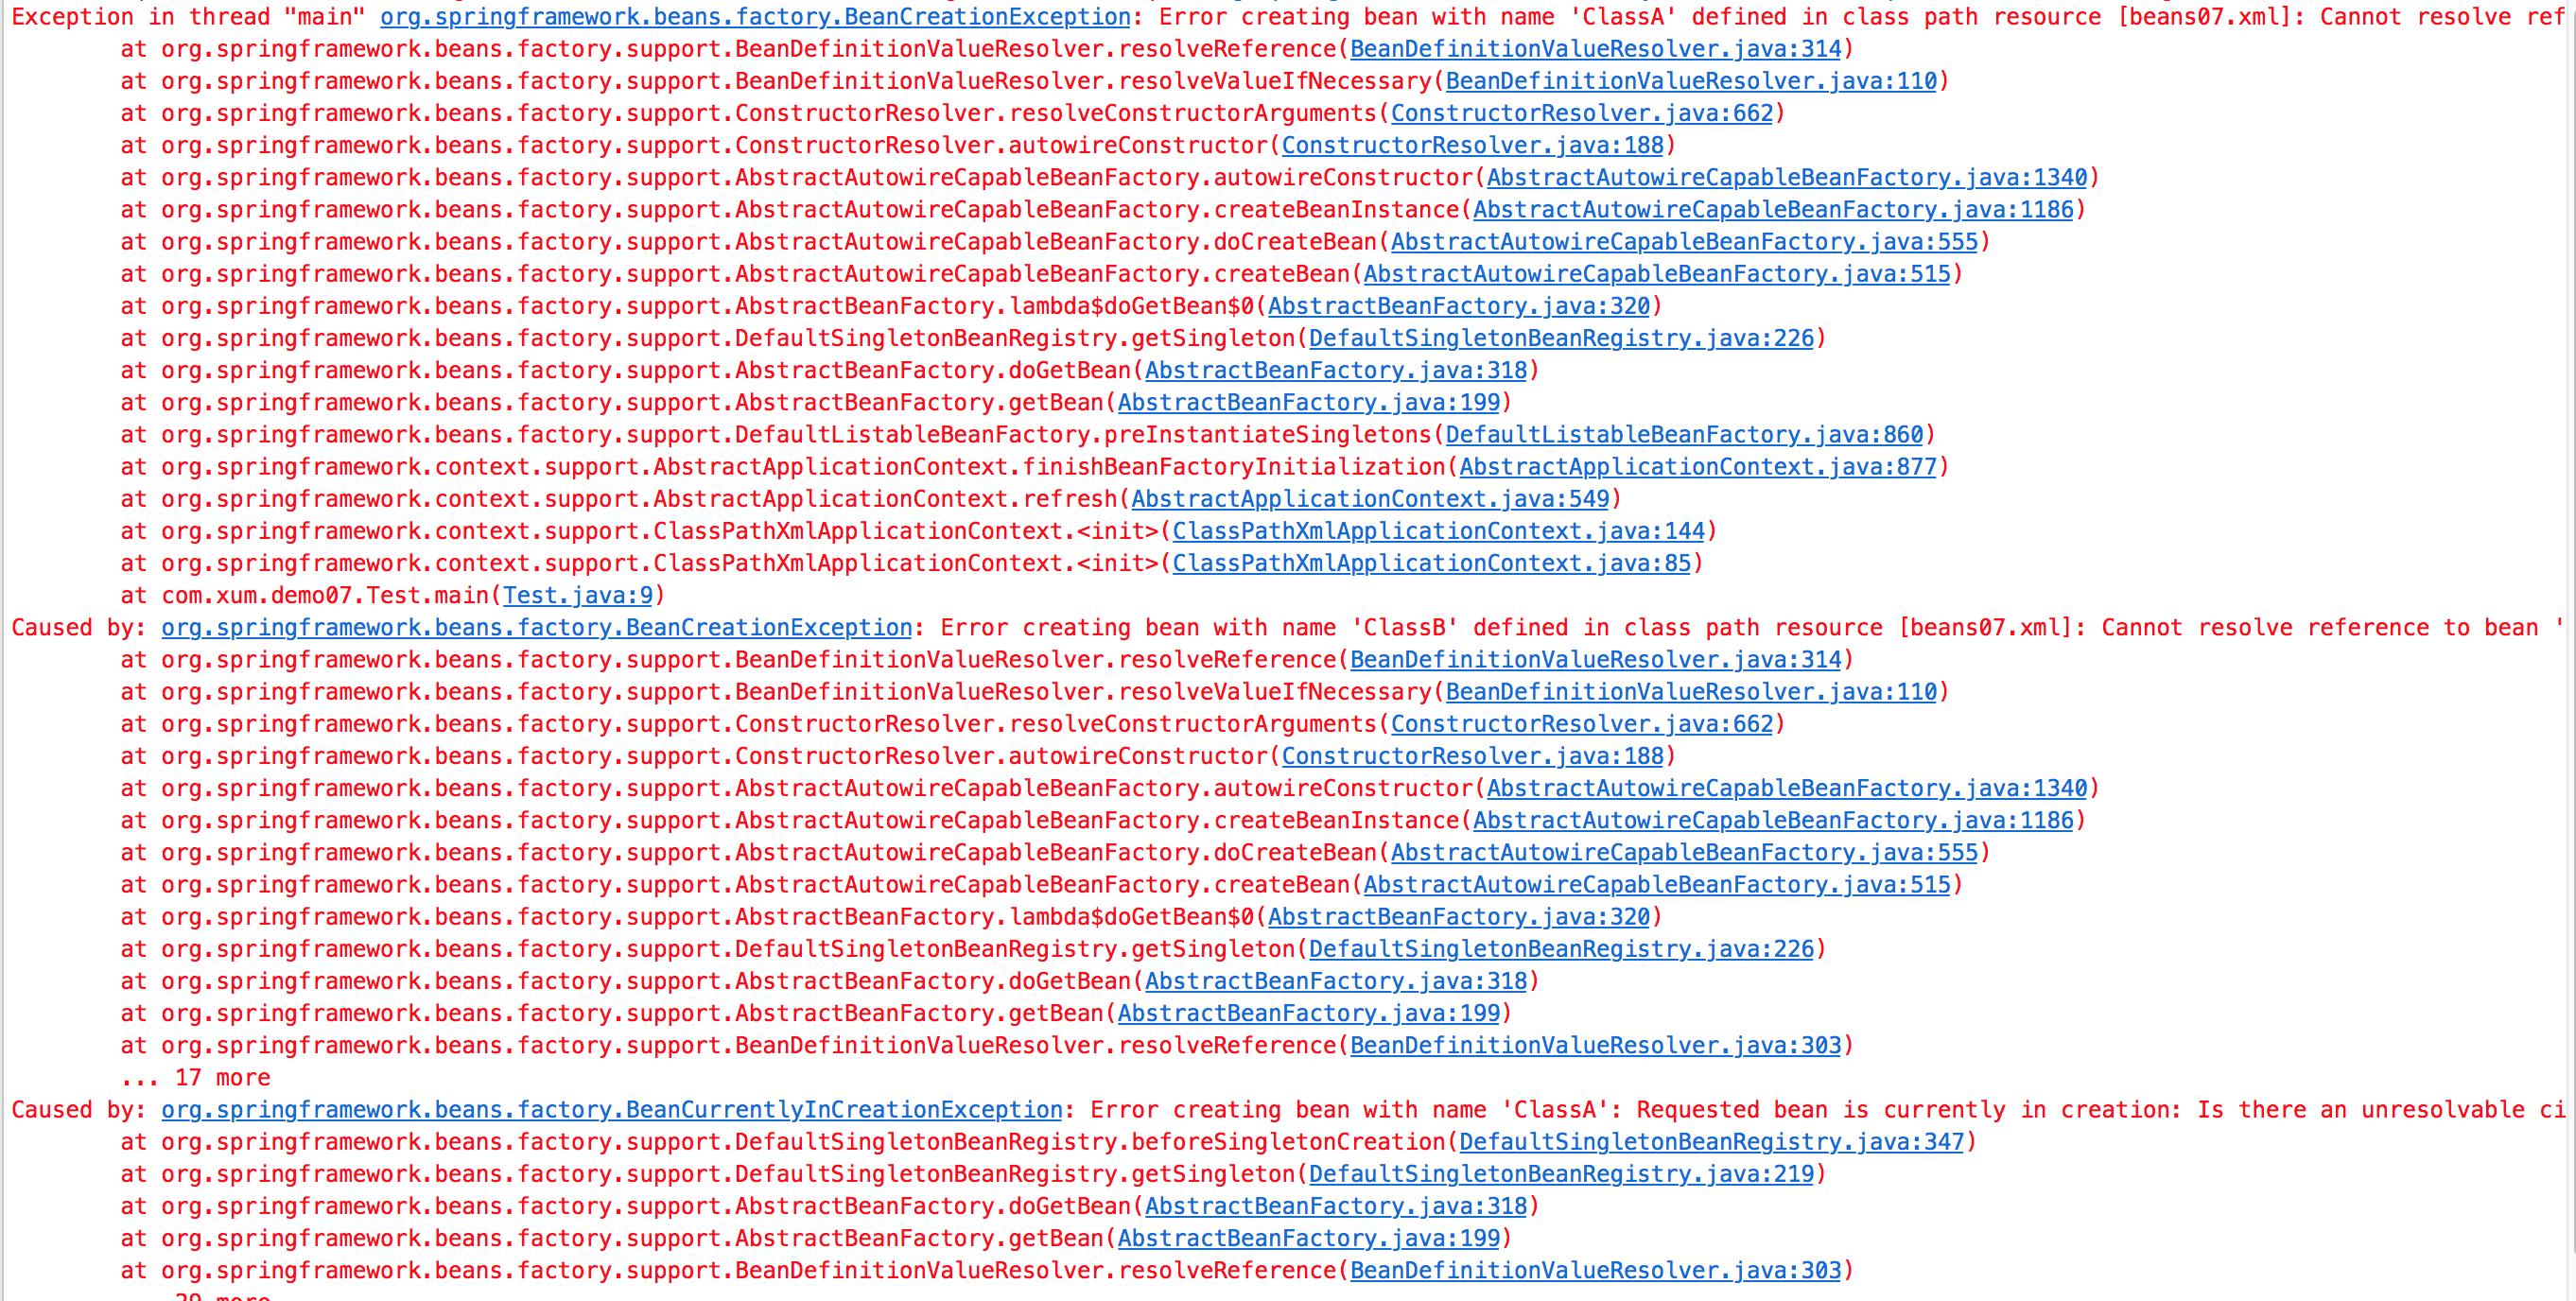 Exception in thread "main" org.springframework.beans.factory.BeanCreationException: Error creating bean with name 'ClassA' defined in class path resource [beans07.xml]: Cannot resolve ref
at org.springframework.beans.factory.support.BeanDefinitionValueResolver.resolveReference(BeanDefinitionValueResolver.java:314)
at org.springframework.beans.factory.support.BeanDefinitionValueResolver.resolveValueIfNecessary(BeanDefinitionValueResolver.java:110)
at org.springframework.beans.factory.support.ConstructorResolver.resolveConstructorArguments(ConstructorResolver.java:662)
at org.springframework.beans.factory.support.ConstructorResolver.autowireConstructor(ConstructorResolver.java:188)
at org.springframework.beans.factory.support.AbstractAutowireCapableBeanFactory.autowireConstructor(AbstractAutowireCapableBeanFactory.java:1340)
at org.springframework.beans.factory.support.AbstractAutowireCapableBeanFactory.createBeanInstance(AbstractAutowireCapableBeanFactory.java:1186)
at org.springframework.beans.factory.support.AbstractAutowireCapableBeanFactory.doCreateBean(AbstractAutowireCapableBeanFactory.java:555)
at org.springframework.beans.factory.support.AbstractAutowireCapableBeanFactory.createBean(AbstractAutowireCapableBeanFactory.java:515)
at org.springframework.beans.factory.support.AbstractBeanFactory.lambda$doGetBean$0(AbstractBeanFactory.java:320)
at org.springframework.beans.factory.support.DefaultSingletonBeanRegistry.getSingleton(DefaultSingletonBeanRegistry.java:226)
at org.springframework.beans.factory.support.AbstractBeanFactory.doGetBean(AbstractBeanFactory.java:318)
at org.springframework.beans.factory.support.AbstractBeanFactory.getBean(AbstractBeanFactory.java:199)
at org.springframework.beans.factory.support.DefaultListableBeanFactory.preInstantiateSingletons(DefaultListableBeanFactory.java:860)
at org.springframework.context.support.AbstractApplicationContext.finishBeanFactoryInitialization(AbstractApplicationContext.java:877)
at org.springframework.context.support.AbstractApplicationContext.refresh(AbstractApplicationContext.java:549)
at org.springframework.context.support.ClassPathXmlApplicationContext.<init>(ClassPathXmlApplicationContext.java:144)
at org.springframework.context.support.ClassPathXmlApplicationContext.<init>(ClassPathXmlApplicationContext.java:85)
at com.xum.demo07.Test.main(Test.java:9)
Caused by: org.springframework.beans.factory.BeanCreationException: Error creating bean with name 'ClassB' defined in class path resource [beans07.xml]: Cannot resolve reference to bean '
at org.springframework.beans.factory.support.BeanDefinitionValueResolver.resolveReference(BeanDefinitionValueResolver.java:314)
at org.springframework.beans.factory.support.BeanDefinitionValueResolver.resolveValueIfNecessary(BeanDefinitionValueResolver.java:110)
at org.springframework.beans.factory.support.ConstructorResolver.resolveConstructorArguments(ConstructorResolver.java:662)
at org.springframework.beans.factory.support.ConstructorResolver.autowireConstructor(ConstructorResolver.java:188)
at org.springframework.beans.factory.support.AbstractAutowireCapableBeanFactory.autowireConstructor(AbstractAutowireCapableBeanFactory.java:1340)
at org.springframework.beans.factory.support.AbstractAutowireCapableBeanFactory.createBeanInstance(AbstractAutowireCapableBeanFactory.java:1186)
at org.springframework.beans.factory.support.AbstractAutowireCapableBeanFactory.doCreateBean(AbstractAutowireCapableBeanFactory.java:555)
at org.springframework.beans.factory.support.AbstractAutowireCapableBeanFactory.createBean(AbstractAutowireCapableBeanFactory.java:515)
at org.springframework.beans.factory.support.AbstractBeanFactory.lambda$doGetBean$0(AbstractBeanFactory.java:320)
at org.springframework.beans.factory.support.DefaultSingletonBeanRegistry.getSingleton(DefaultSingletonBeanRegistry.java:226)
at org.springframework.beans.factory.support.AbstractBeanFactory.doGetBean(AbstractBeanFactory.java:318)
at org.springframework.beans.factory.support.AbstractBeanFactory.getBean(AbstractBeanFactory.java:199)
at org.springframework.beans.factory.support.BeanDefinitionValueResolver.resolveReference(BeanDefinitionValueResolver.java:303)
... 17 more
Caused by: org.springframework.beans.factory.BeanCurrentlyInCreationException: Error creating bean with name 'ClassA': Requested bean is currently in creation: Is there an unresolvable ci
at org.springframework.beans.factory.support.DefaultSingletonBeanRegistry.beforeSingletonCreation(DefaultSingletonBeanRegistry.java:347)
at org.springframework.beans.factory.support.DefaultSingletonBeanRegistry.getSingleton(DefaultSingletonBeanRegistry.java:219)
at org.springframework.beans.factory.support.AbstractBeanFactory.doGetBean(AbstractBeanFactory.java:318)
at org.springframework.beans.factory.support.AbstractBeanFactory.getBean(AbstractBeanFactory.java:199)
at org.springframework.beans.factory.support.BeanDefinitionValueResolver.resolveReference(BeanDefinitionValueResolver.java:303)